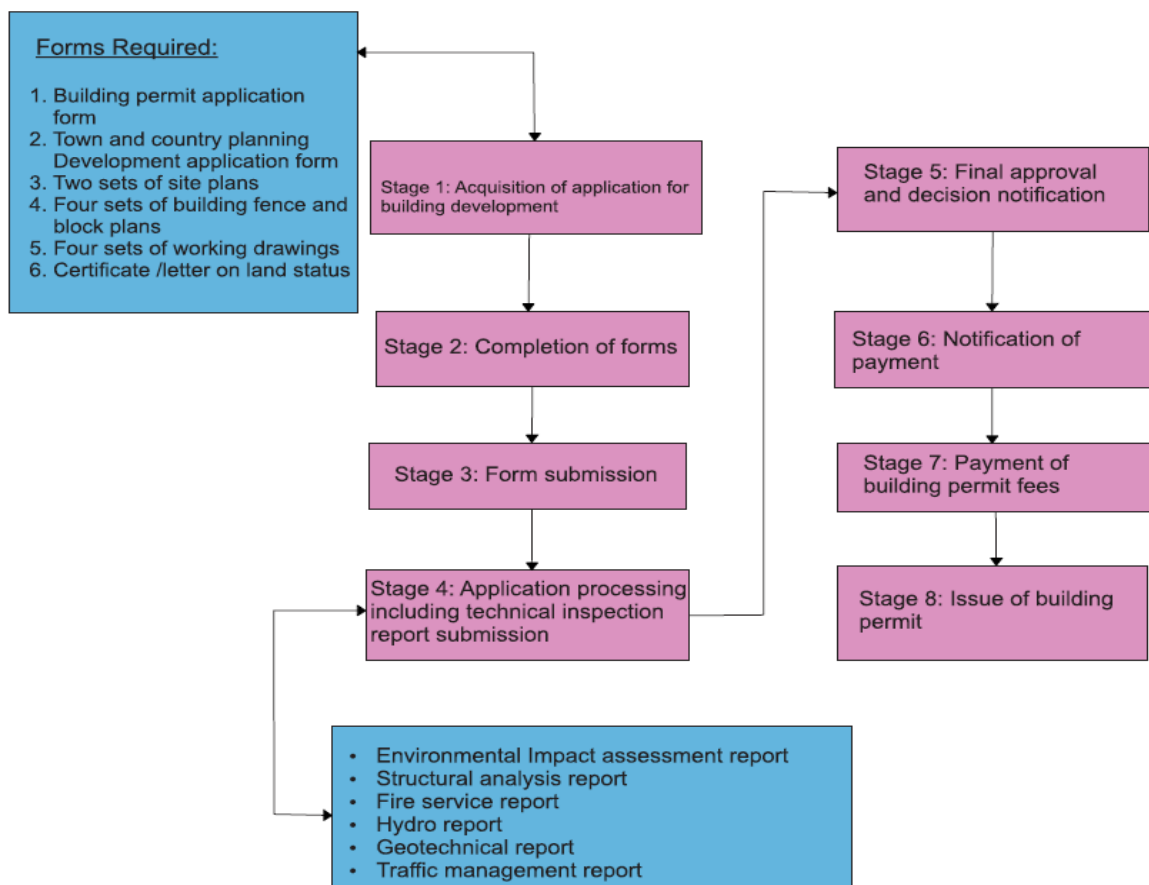 Forms Required:
1. Building permit application
form
2. Town and country planning
Development application form
3. Two sets of site plans
4. Four sets of building fence and
block plans
5. Four sets of working drawings
6. Certificate /letter on land status
Stage 1: Acquisition of application for
building development
Stage 2: Completion of forms
Stage 3: Form submission
Stage 4: Application processing
including technical inspection
report submission
• Environmental Impact assessment report
• Structural analysis report
• Fire service report
• Hydro report
• Geotechnical report
• Traffic management report
Stage 5: Final approval
and decision notification
Stage 6: Notification of
payment
Stage 7: Payment of
building permit fees
Stage 8: Issue of building
permit